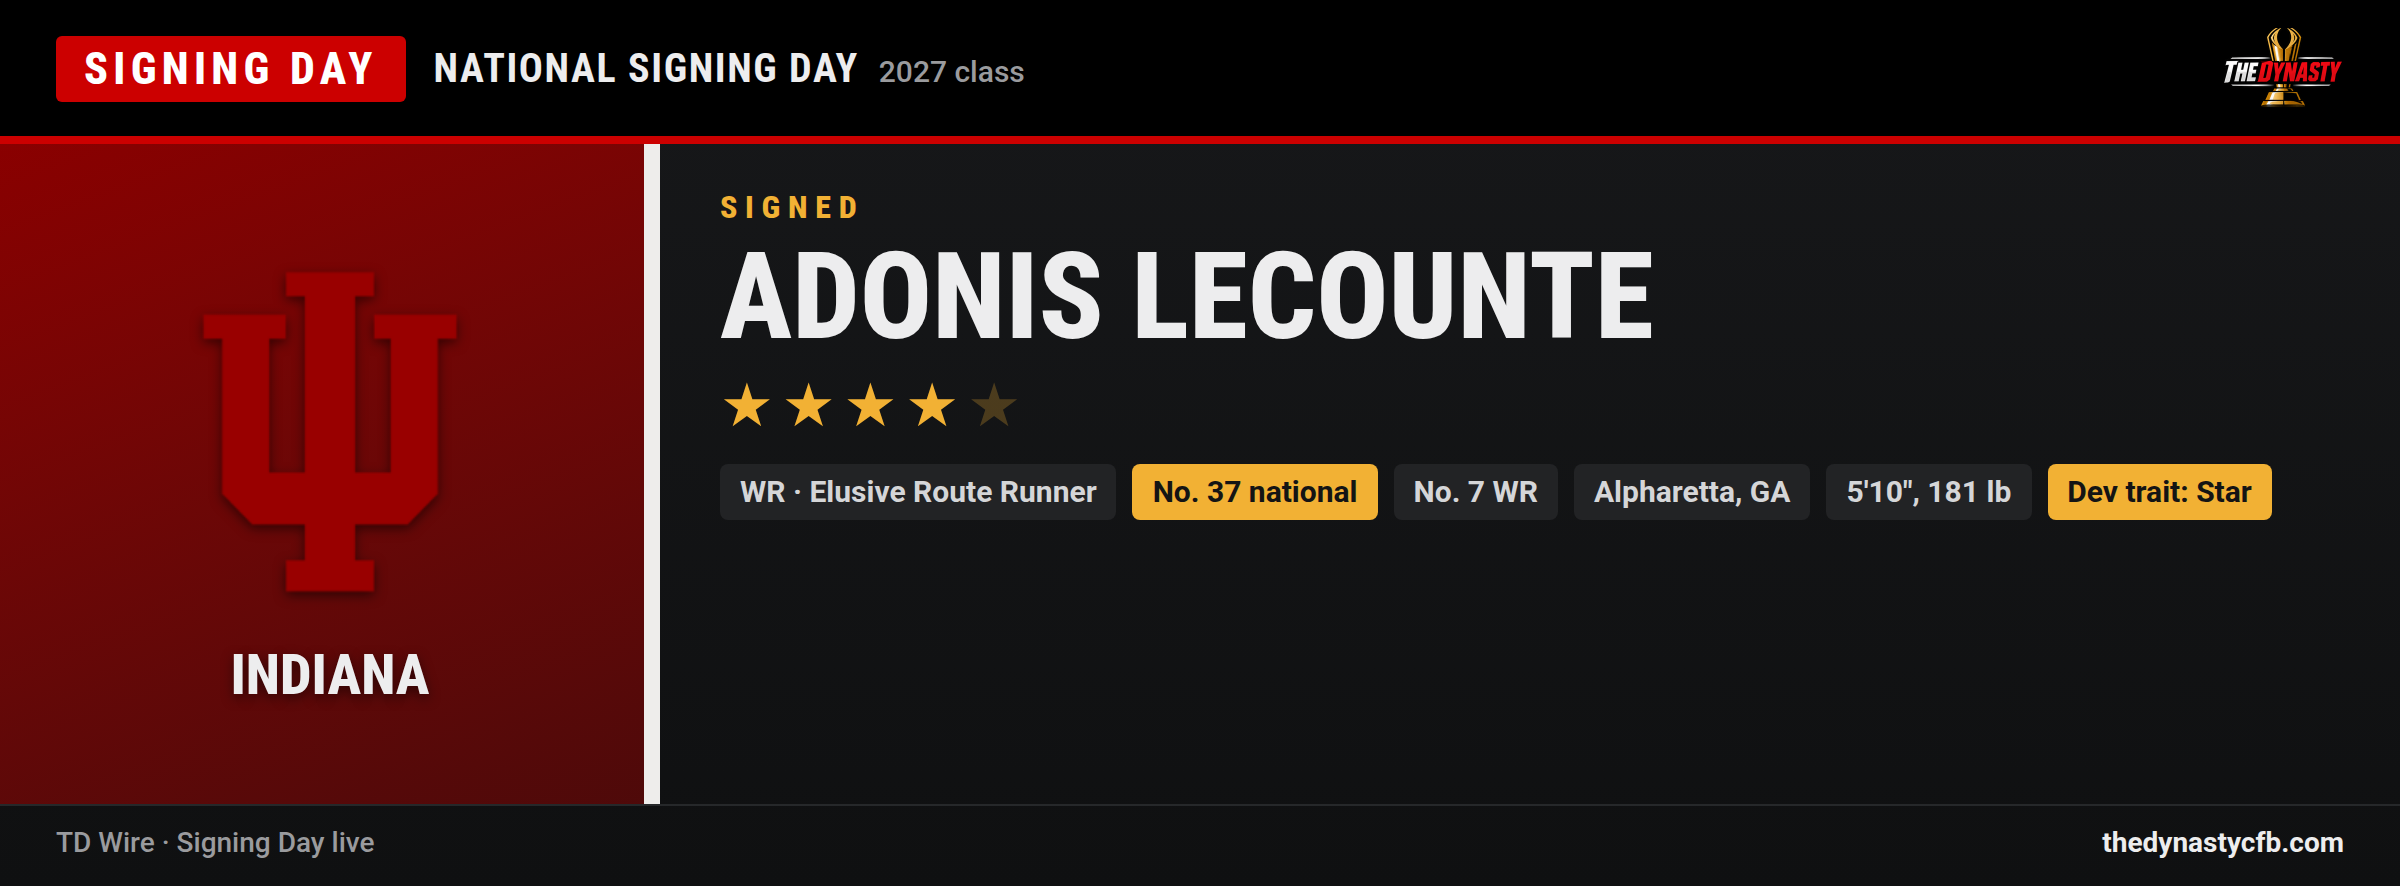 SIGNING DAY NATIONAL SIGNING DAY 2027 class
THE DYNASTY
INDIANA
SIGNED
ADONIS LECOUNTE
WR · Elusive Route Runner No. 37 national No. 7 WR Alpharetta, GA 5'10", 181 lb Dev trait: Star
TD Wire · Signing Day live
thedynastycfb.com